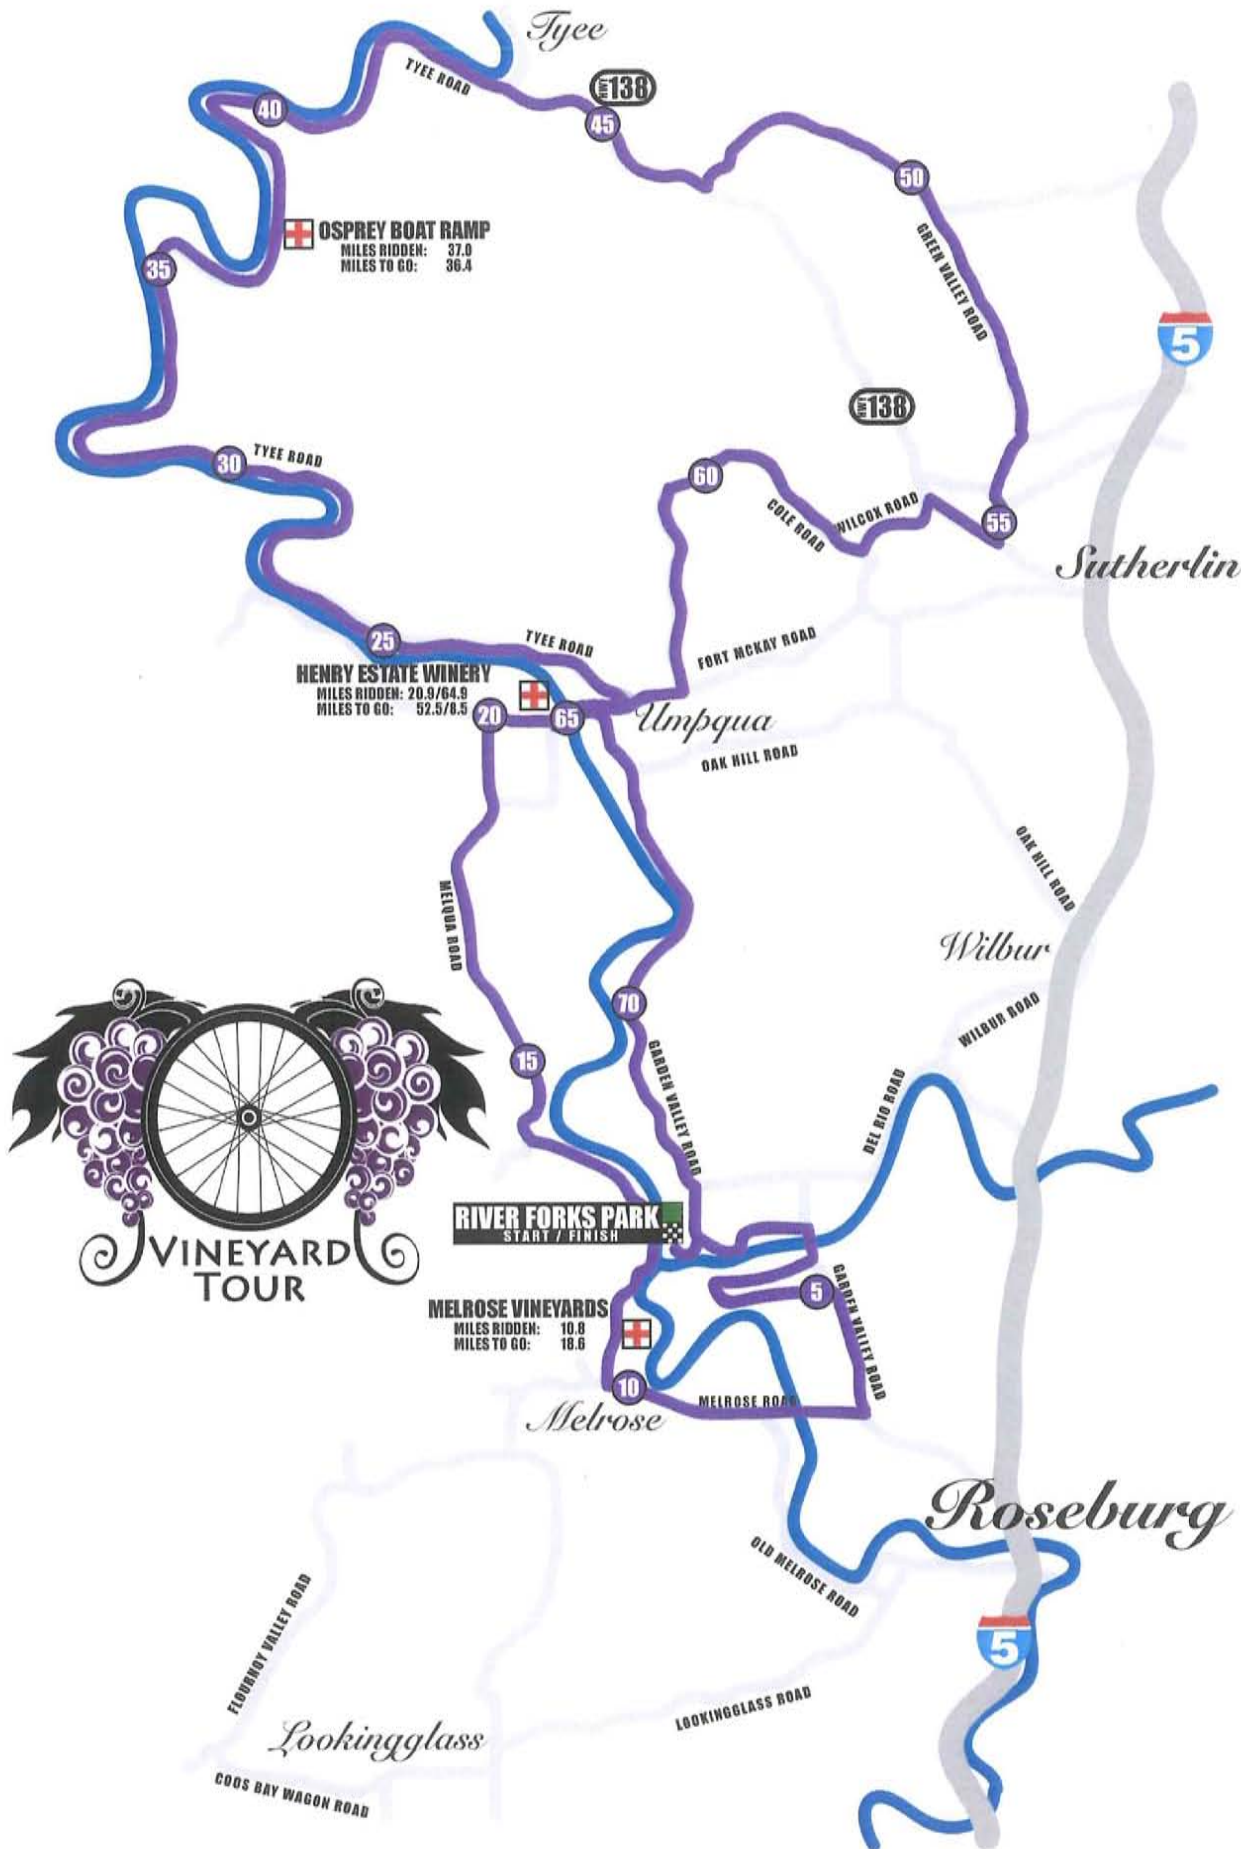 Tyee
TYEE ROAD
HWY 138
40
45
50
GREEN VALLEY ROAD
OSPREY BOAT RAMP
MILES RIDDEN: 37.0
MILES TO GO: 36.4
35
5
HWY 138
30
TYEE ROAD
60
COLE ROAD
WILCOX ROAD
55
Sutherlin
25
TYEE ROAD
FORT MCKAY ROAD
HENRY ESTATE WINERY
MILES RIDDEN: 20.9/64.9
MILES TO GO: 52.5/8.5
20
65
Umpqua
OAK HILL ROAD
OAK HILL ROAD
MELQUA ROAD
Wilbur
WILBUR ROAD
70
15
GARDEN VALLEY ROAD
DEL RIO ROAD
RIVER FORKS PARK
START / FINISH
VINEYARD
TOUR
5
GARDEN VALLEY ROAD
MELROSE VINEYARDS
MILES RIDDEN: 10.8
MILES TO GO: 18.6
10
MELROSE ROAD
Melrose
Roseburg
OLD MELROSE ROAD
FLOURNOY VALLEY ROAD
5
LOOKINGGLASS ROAD
Lookingglass
COOS BAY WAGON ROAD